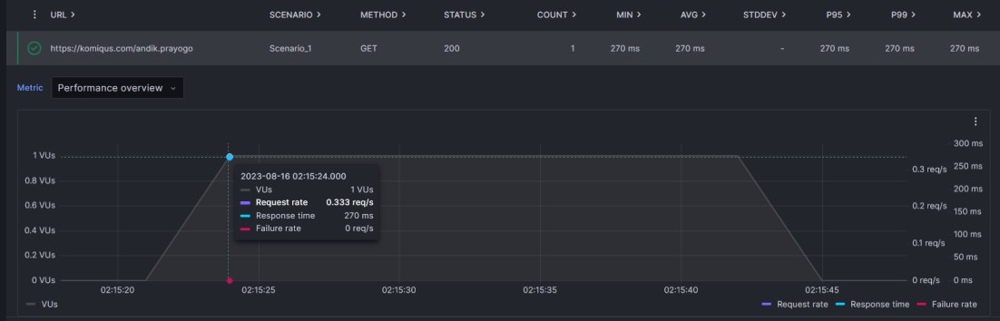 URL > SCENARIO > METHOD > STATUS > COUNT > MIN > AVG > STDDEV > P95 > P99 > MAX >
https://komiqus.com/andik.prayogo Scenario_1 GET 200 1 270 ms 270 ms - 270 ms 270 ms 270 ms
Metric Performance overview
300 ms
1 VUs
0.3 req/s 250 ms
0.8 VUs
200 ms
0.6 VUs
0.2 req/s 150 ms
0.4 VUs
100 ms
0.1 req/s
0.2 VUs
50 ms
0 VUs
0 req/s 0 ms
2023-08-16 02:15:24.000
VUs 1 VUs
Request rate 0.333 req/s
Response time 270 ms
Failure rate 0 req/s
02:15:20 02:15:25 02:15:30 02:15:35 02:15:40 02:15:45
VUs Request rate Response time Failure rate